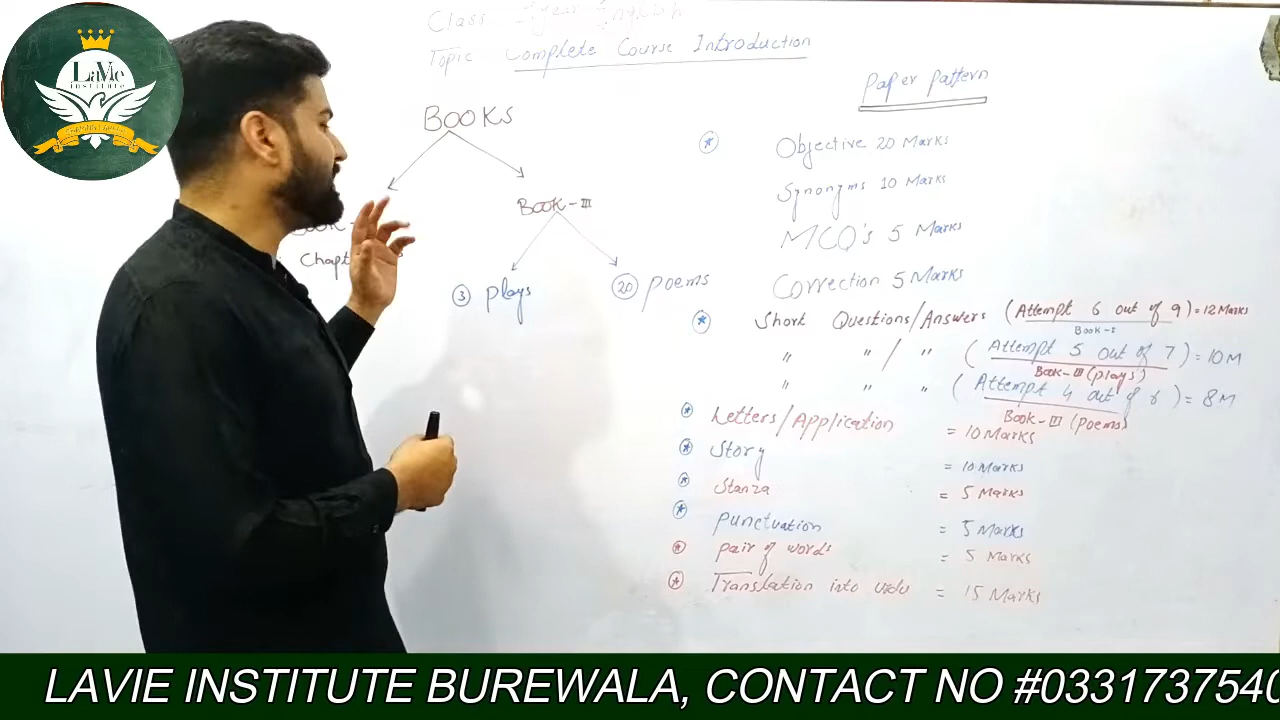 LaVie
institute
Class 1st year English
Topic Complete Course Introduction
BOOKS
BOOK-III
Book-
Chapt
③ plays
⑳ poems
Paper pattern
* Objective 20 Marks
Synonyms 10 Marks
MCQ's 5 Marks
Correction 5 Marks
* Short Questions/Answers (Attempt 6 out of 9) = 12 Marks
Book-I
" " / " (Attempt 5 out of 7) = 10 M
Book-III (plays)
" " " (Attempt 4 out of 6) = 8 M
Book-III (poems)
* Letters/Application = 10 Marks
* Story = 10 Marks
* Stanza = 5 Marks
* punctuation = 5 Marks
* pair of words = 5 Marks
* Translation into urdu = 15 Marks
LAVIE INSTITUTE BUREWALA, CONTACT NO #0331737540